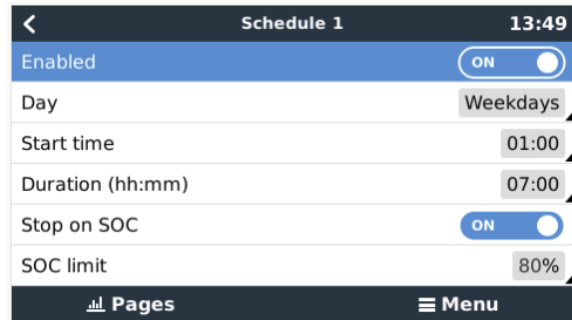 Schedule 1 13:49
Enabled ON
Day Weekdays
Start time 01:00
Duration (hh:mm) 07:00
Stop on SOC ON
SOC limit 80%
Pages Menu